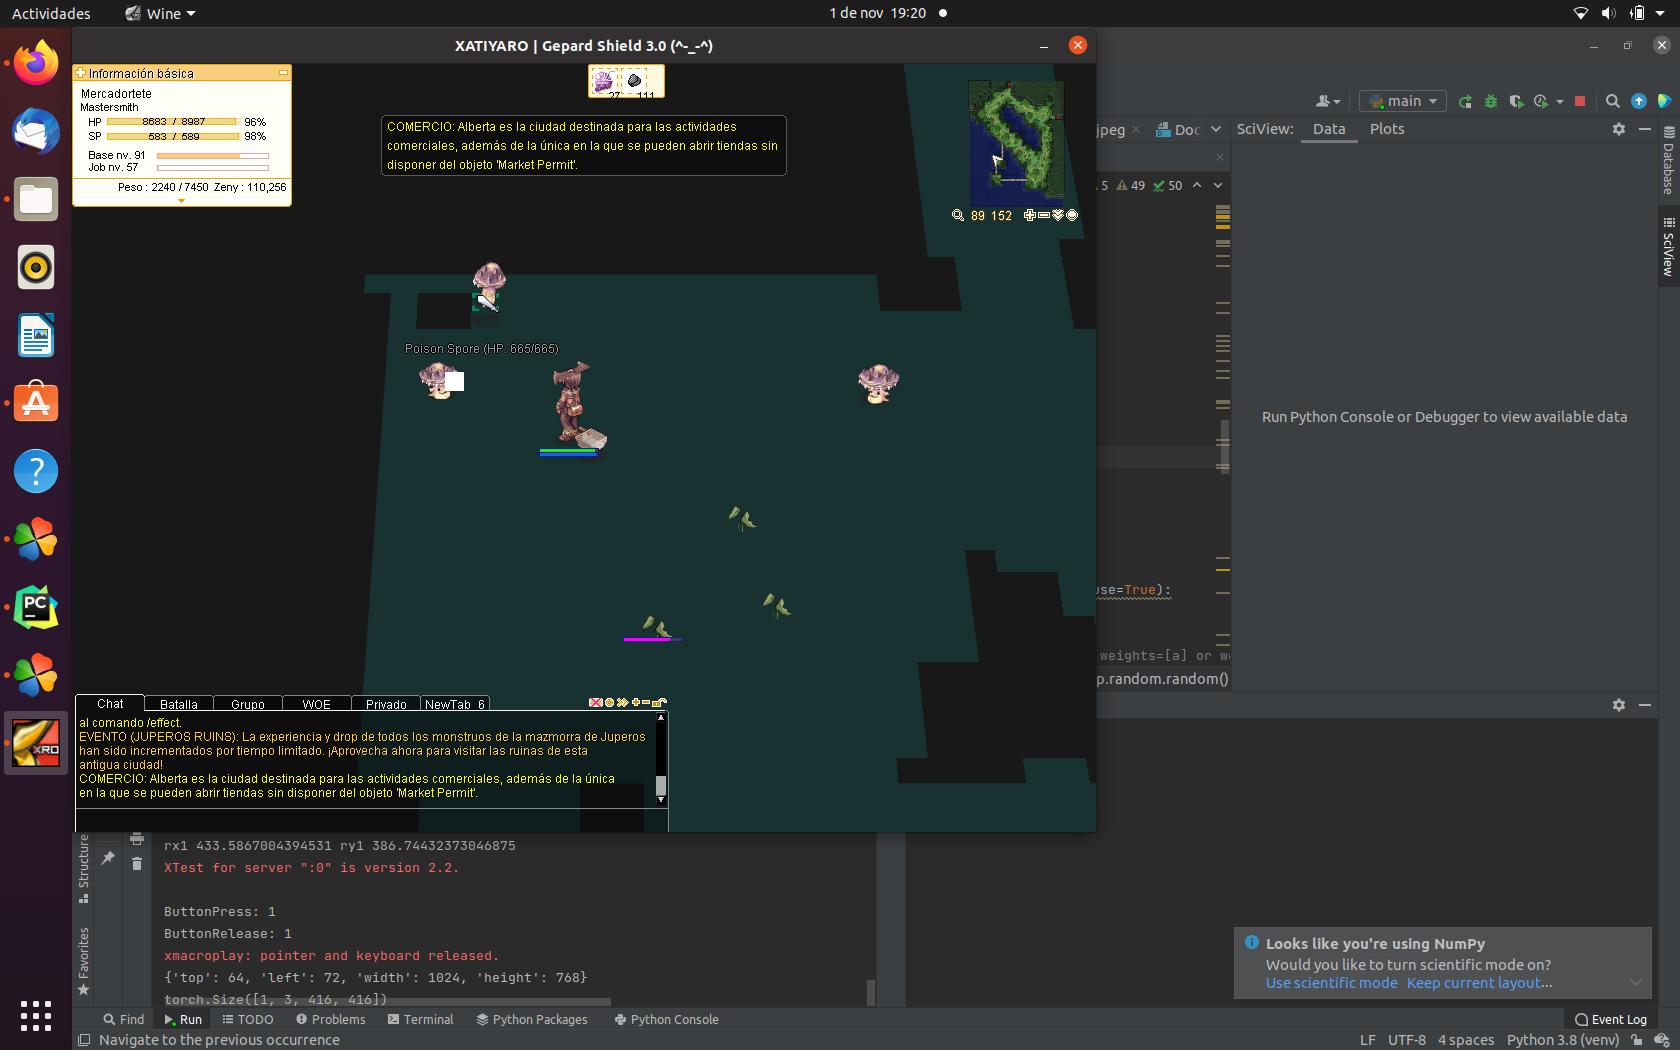 Actividades
Wine
1 de nov 19:20
XATIYARO | Gepard Shield 3.0 (^-_-^)
Información básica
Mercadortete
Mastersmith
HP 8683 / 8987 96%
SP 583 / 589 98%
Base nv. 91
Job nv. 57
Peso : 2240 / 7450 Zeny : 110,256
27 111
COMERCIO: Alberta es la ciudad destinada para las actividades
comerciales, además de la única en la que se pueden abrir tiendas sin
disponer del objeto 'Market Permit'.
89 152
Poison Spore (HP: 665/665)
Chat
Batalla
Grupo
WOE
Privado
NewTab 6
al comando /effect.
EVENTO (JUPEROS RUINS): La experiencia y drop de todos los monstruos de la mazmorra de Juperos
han sido incrementados por tiempo limitado. ¡Aprovecha ahora para visitar las ruinas de esta
antigua ciudad!
COMERCIO: Alberta es la ciudad destinada para las actividades comerciales, además de la única
en la que se pueden abrir tiendas sin disponer del objeto 'Market Permit'.
main
jpeg
Doc
SciView: Data Plots
5 49 50
Database
SciView
Run Python Console or Debugger to view available data
use=True):
weights=[a] or w
p.random.random()
PC
XRO
Structure
Favorites
rx1 433.5867004394531 ry1 386.74432373046875
XTest for server ":0" is version 2.2.
ButtonPress: 1
ButtonRelease: 1
xmacroplay: pointer and keyboard released.
{'top': 64, 'left': 72, 'width': 1024, 'height': 768}
torch.Size([1, 3, 416, 416])
Looks like you're using NumPy
Would you like to turn scientific mode on?
Use scientific mode Keep current layout...
Find Run TODO Problems Terminal Python Packages Python Console
Event Log
Navigate to the previous occurrence
LF UTF-8 4 spaces Python 3.8 (venv)